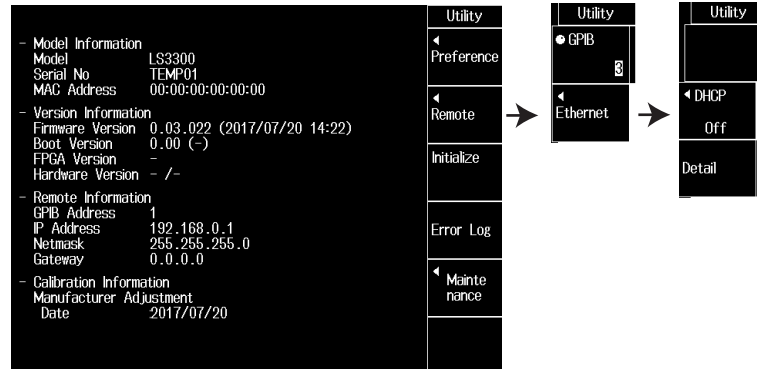 - Model Information
Model LS3300
Serial No TEMP01
MAC Address 00:00:00:00:00:00
- Version Information
Firmware Version 0.03.022 (2017/07/20 14:22)
Boot Version 0.00 (-)
FPGA Version -
Hardware Version - /-
- Remote Information
GPIB Address 1
IP Address 192.168.0.1
Netmask 255.255.255.0
Gateway 0.0.0.0
- Calibration Information
Manufacturer Adjustment
Date 2017/07/20
Utility
Preference
Remote
Initialize
Error Log
Mainte
nance
Utility
GPIB
3
Ethernet
Utility
DHCP
Off
Detail